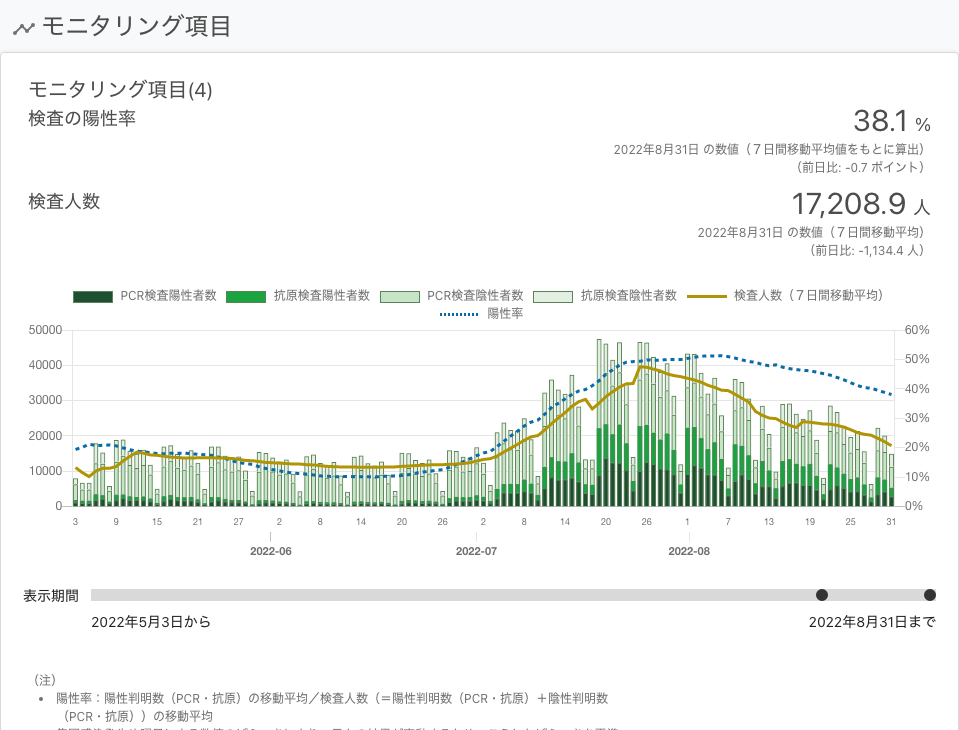 モニタリング項目
モニタリング項目(4)
検査の陽性率
38.1 %
2022年8月31日 の数値（７日間移動平均値をもとに算出）
（前日比: -0.7 ポイント）
検査人数
17,208.9 人
2022年8月31日 の数値（７日間移動平均）
（前日比: -1,134.4 人）
PCR検査陽性者数 抗原検査陽性者数 PCR検査陰性者数 抗原検査陰性者数 検査人数（７日間移動平均）
陽性率
50000 60%
40000 50%
30000 40%
20000 30%
10000 20%
0 10%
0%
3 9 15 21 27 2 8 14 20 26 2 8 14 20 26 1 7 13 19 25 31
2022-06 2022-07 2022-08
表示期間
2022年5月3日から 2022年8月31日まで
（注）
• 陽性率：陽性判明数（PCR・抗原）の移動平均／検査人数（＝陽性判明数（PCR・抗原）＋陰性判明数
（PCR・抗原））の移動平均